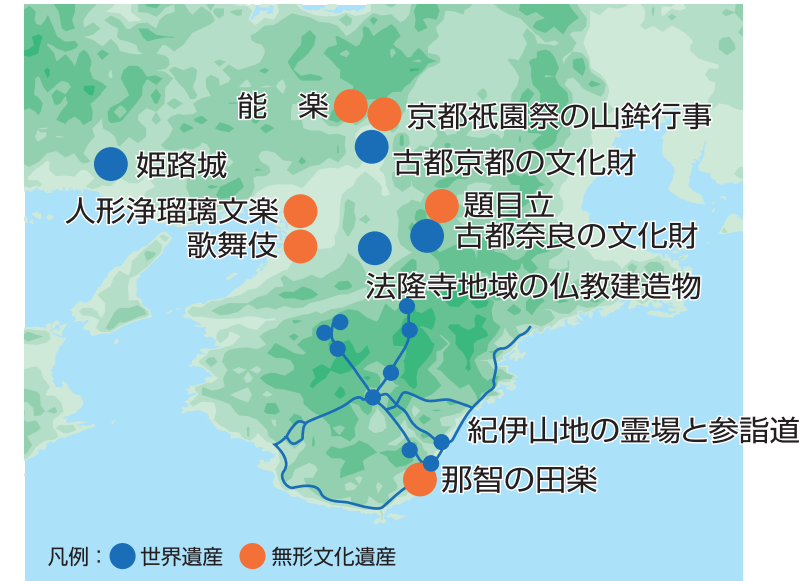 能　楽
京都祇園祭の山鉾行事
古都京都の文化財
姫路城
人形浄瑠璃文楽
題目立
歌舞伎
古都奈良の文化財
法隆寺地域の仏教建造物
紀伊山地の霊場と参詣道
那智の田楽
凡例：世界遺産 無形文化遺産